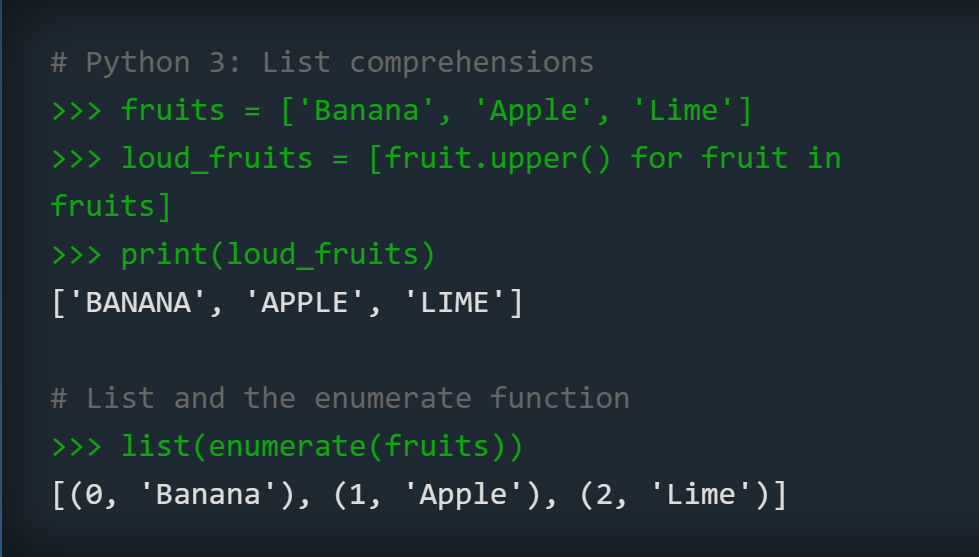 # Python 3: List comprehensions
>>> fruits = ['Banana', 'Apple', 'Lime']
>>> loud_fruits = [fruit.upper() for fruit in
fruits]
>>> print(loud_fruits)
['BANANA', 'APPLE', 'LIME']
# List and the enumerate function
>>> list(enumerate(fruits))
[(0, 'Banana'), (1, 'Apple'), (2, 'Lime')]